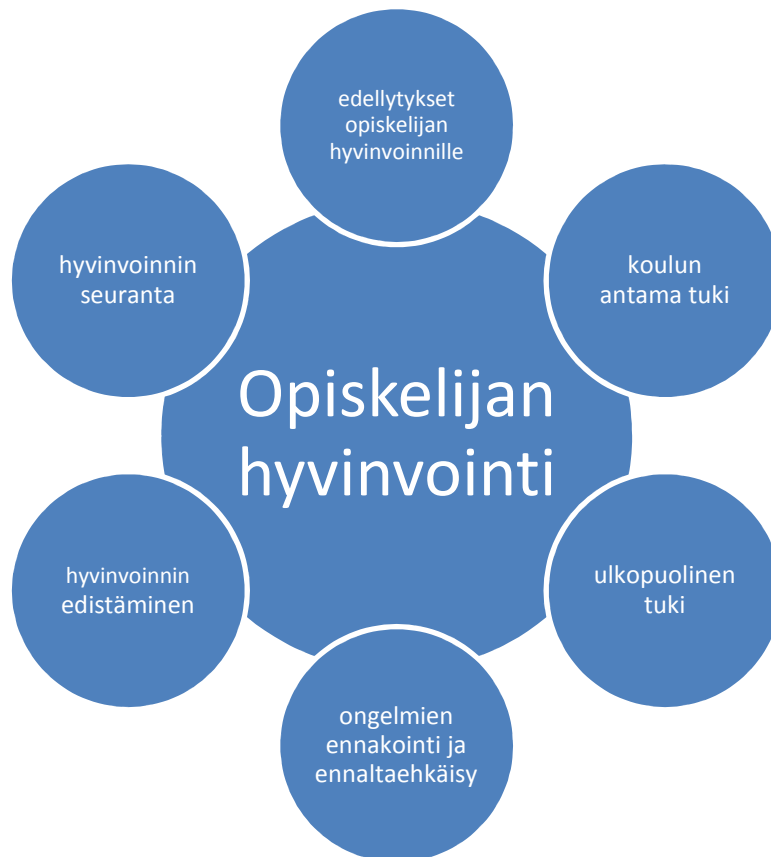 edellytykset
opiskelijan
hyvinvoinnille
koulun
antama tuki
ulkopuolinen
tuki
ongelmien
ennakointi ja
ennaltaehkäisy
hyvinvoinnin
edistäminen
hyvinvoinnin
seuranta
Opiskelijan
hyvinvointi